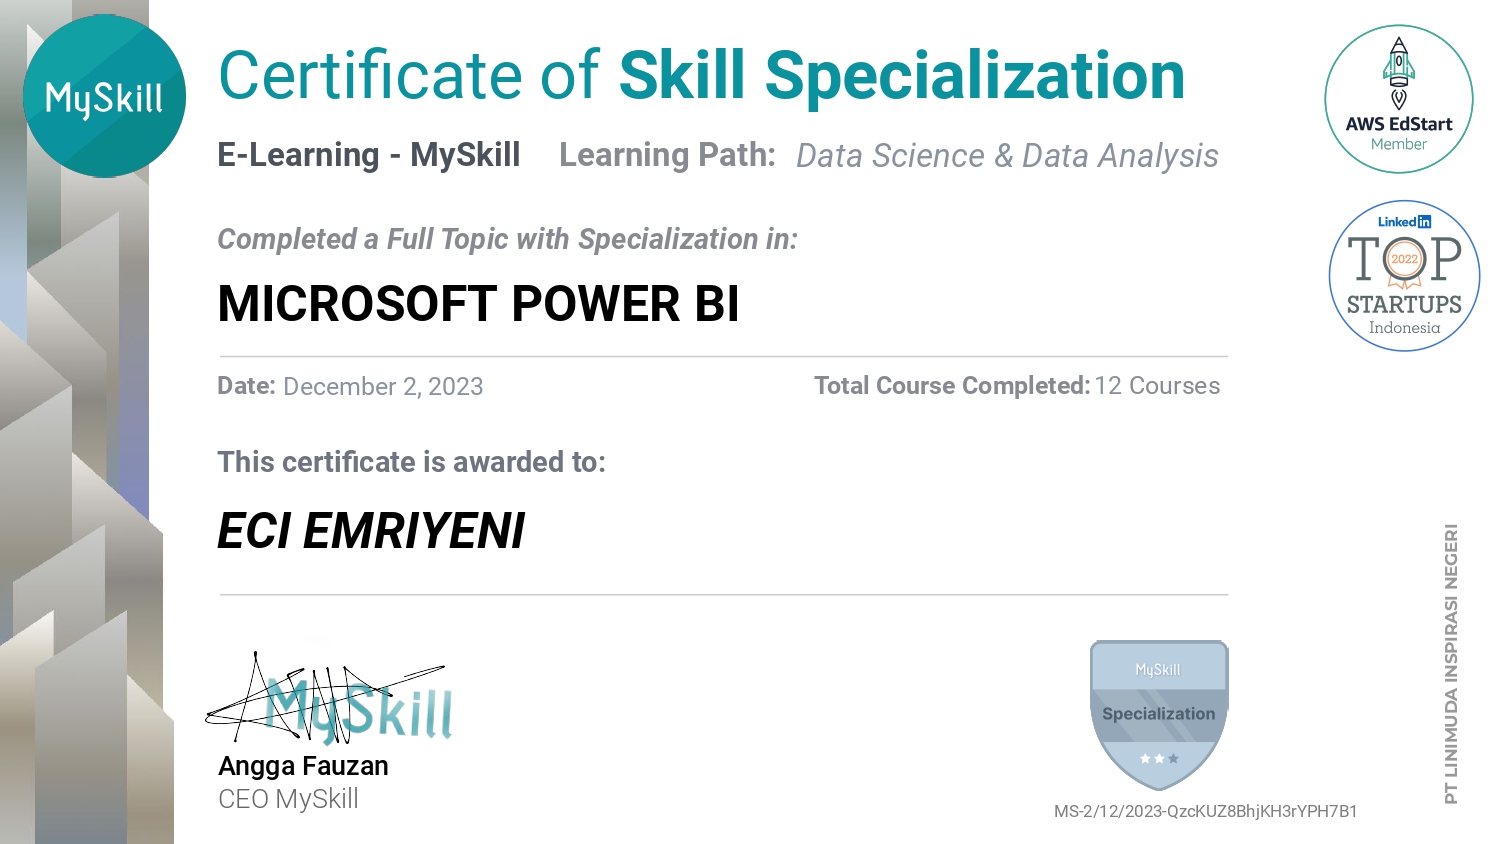 MySkill
Certificate of Skill Specialization
E-Learning - MySkill Learning Path: Data Science & Data Analysis
Completed a Full Topic with Specialization in:
MICROSOFT POWER BI
Date: December 2, 2023 Total Course Completed: 12 Courses
This certificate is awarded to:
ECI EMRIYENI
MySkill
Angga Fauzan
CEO MySkill
AWS EdStart
Member
LinkedIn
TOP
2022
STARTUPS
Indonesia
PT LINIMUDA INSPIRASI NEGERI
MySkill
Specialization
MS-2/12/2023-QzcKUZ8BhjKH3rYPH7B1